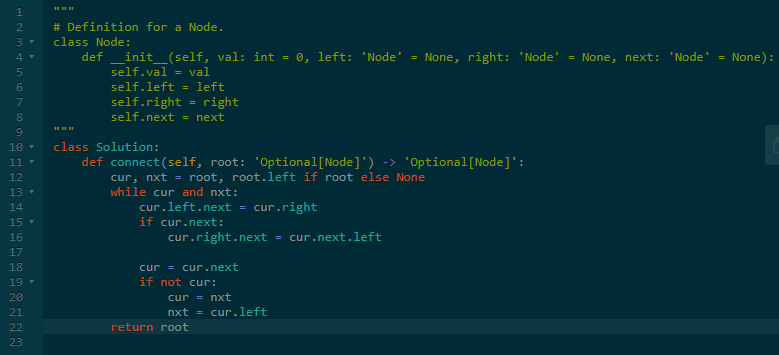 1 """
2 # Definition for a Node.
3 class Node:
4     def __init__(self, val: int = 0, left: 'Node' = None, right: 'Node' = None, next: 'Node' = None):
5         self.val = val
6         self.left = left
7         self.right = right
8         self.next = next
9 """
10 class Solution:
11     def connect(self, root: 'Optional[Node]') -> 'Optional[Node]':
12         cur, nxt = root, root.left if root else None
13         while cur and nxt:
14             cur.left.next = cur.right
15             if cur.next:
16                 cur.right.next = cur.next.left
17
18             cur = cur.next
19             if not cur:
20                 cur = nxt
21                 nxt = cur.left
22         return root
23